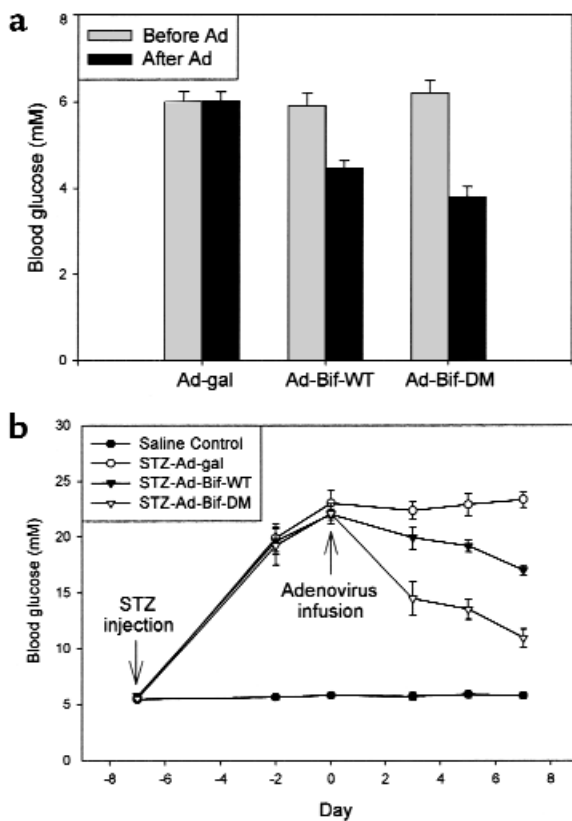 a
8
6
4
2
0
Blood glucose (mM)
Before Ad
After Ad
Ad-gal Ad-Bif-WT Ad-Bif-DM
b
30
25
20
15
10
5
0
Blood glucose (mM)
Saline Control
STZ-Ad-gal
STZ-Ad-Bif-WT
STZ-Ad-Bif-DM
STZ
injection
Adenovirus
infusion
-8 -6 -4 -2 0 2 4 6 8
Day